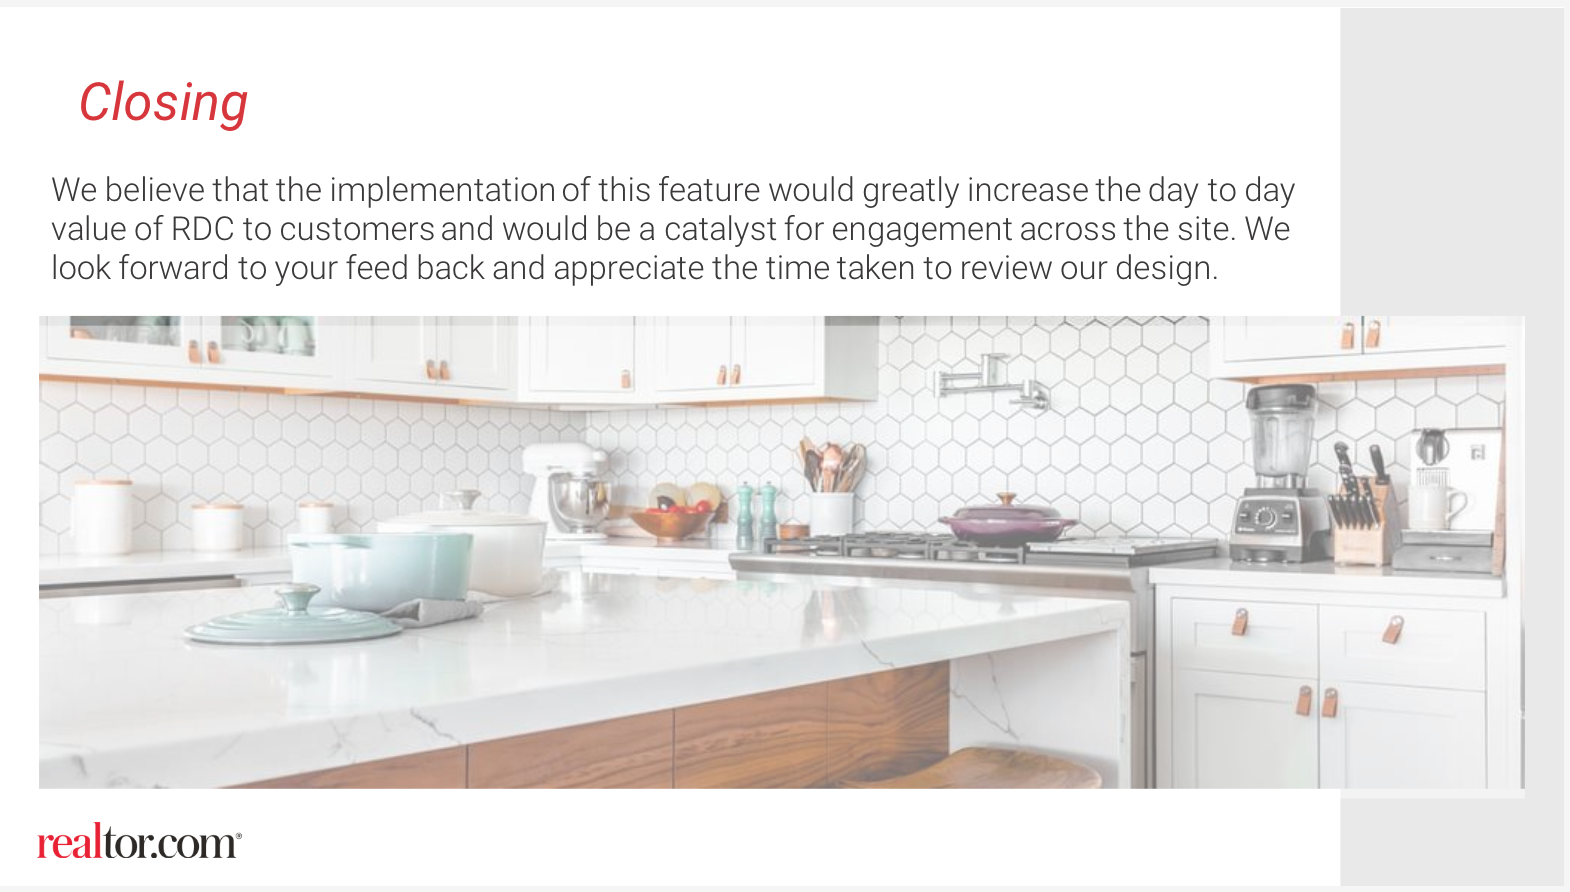 Closing
We believe that the implementation of this feature would greatly increase the day to day
value of RDC to customers and would be a catalyst for engagement across the site. We
look forward to your feed back and appreciate the time taken to review our design.
realtor.com®